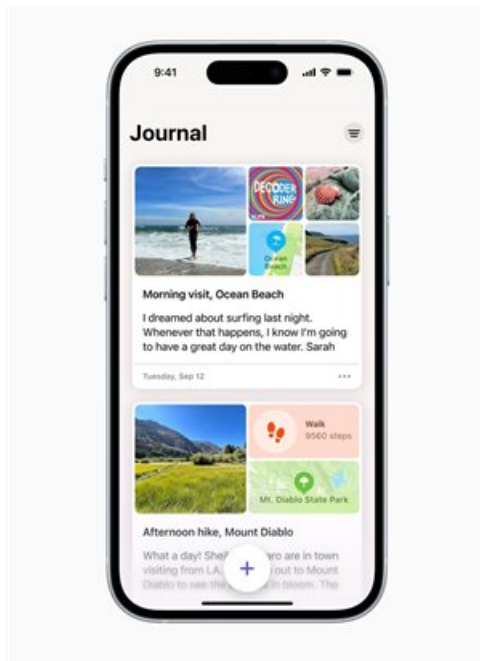 9:41
Journal
DECODER
RING
Ocean
Beach
Morning visit, Ocean Beach
I dreamed about surfing last night.
Whenever that happens, I know I'm going
to have a great day on the water. Sarah
Tuesday, Sep 12
Walk
9560 steps
Mt. Diablo State Park
Afternoon hike, Mount Diablo
What a day! She aro are in town
visiting from LA. out to Mount
Diablo to see the in bloom. The